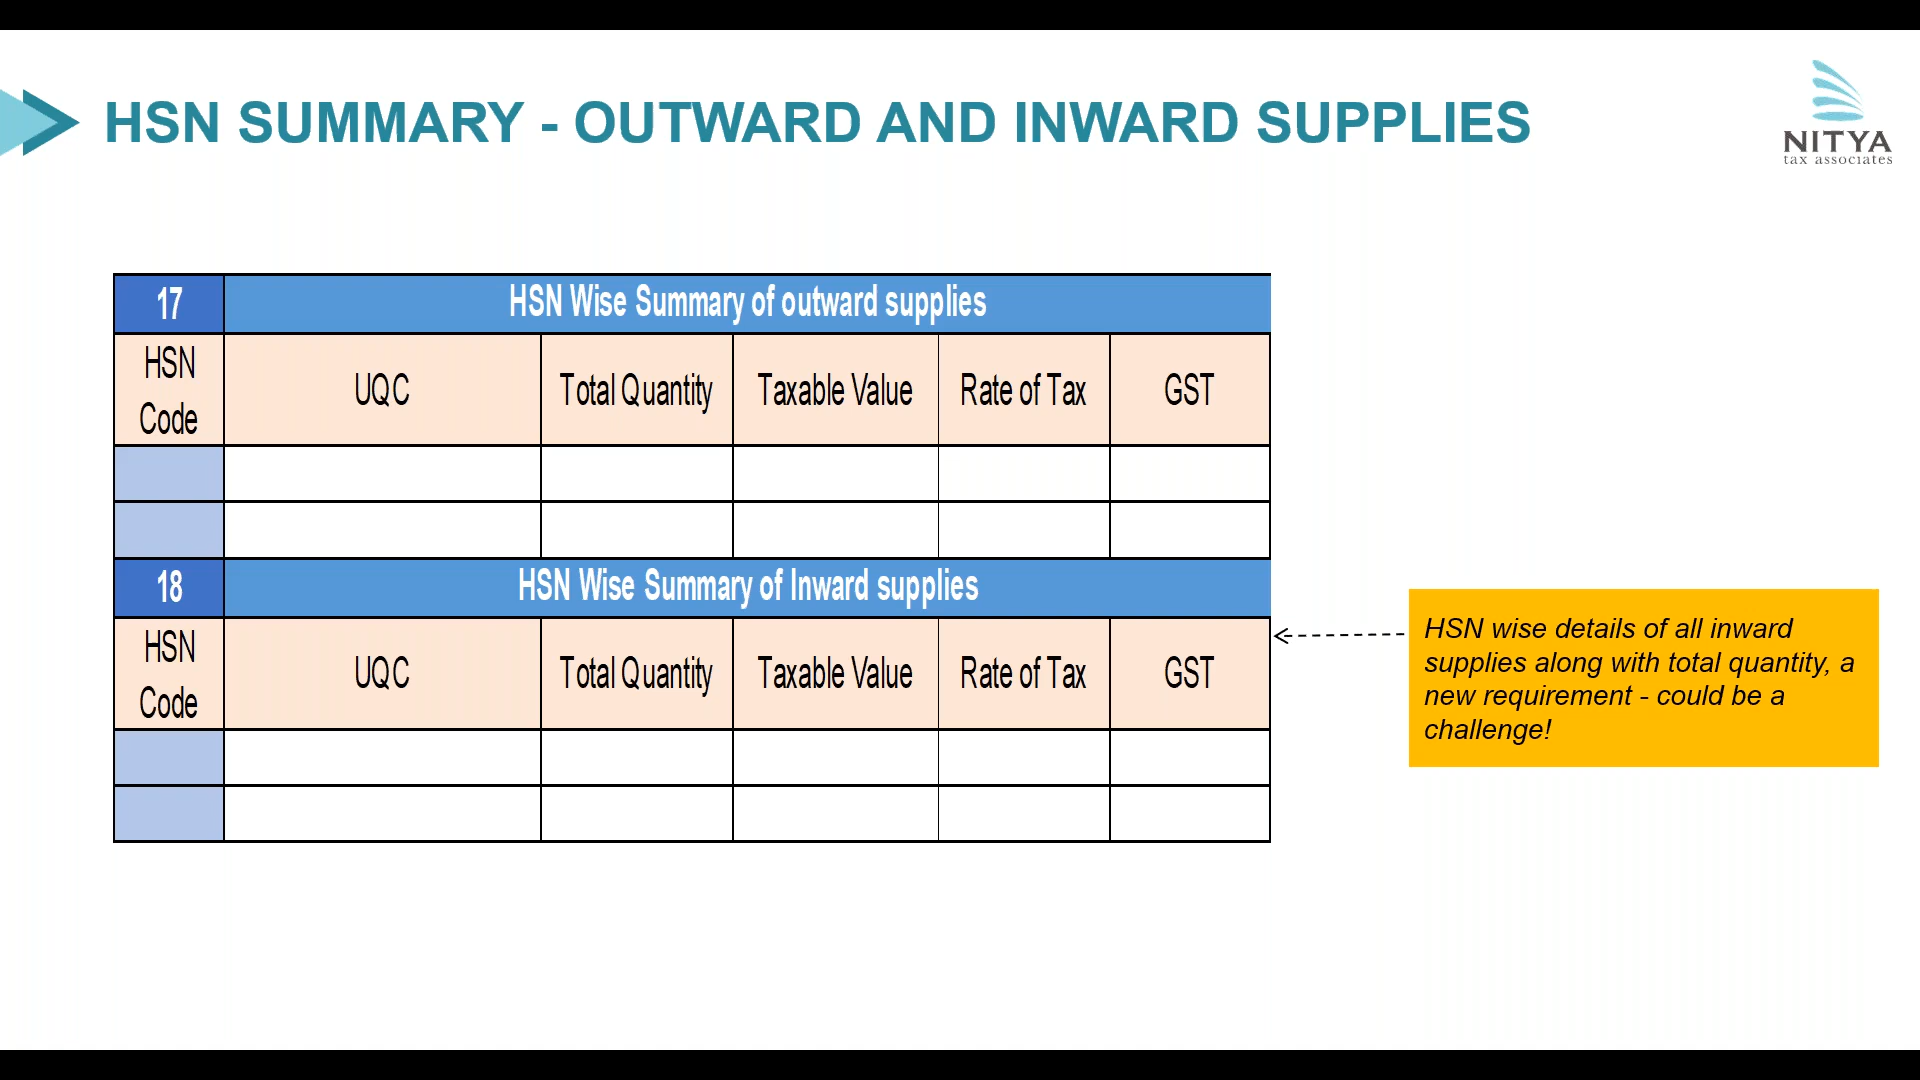 HSN SUMMARY - OUTWARD AND INWARD SUPPLIES
NITYA
tax associates
17 HSN Wise Summary of outward supplies
HSN Code UQC Total Quantity Taxable Value Rate of Tax GST
18 HSN Wise Summary of Inward supplies
HSN Code UQC Total Quantity Taxable Value Rate of Tax GST
HSN wise details of all inward
supplies along with total quantity, a
new requirement - could be a
challenge!